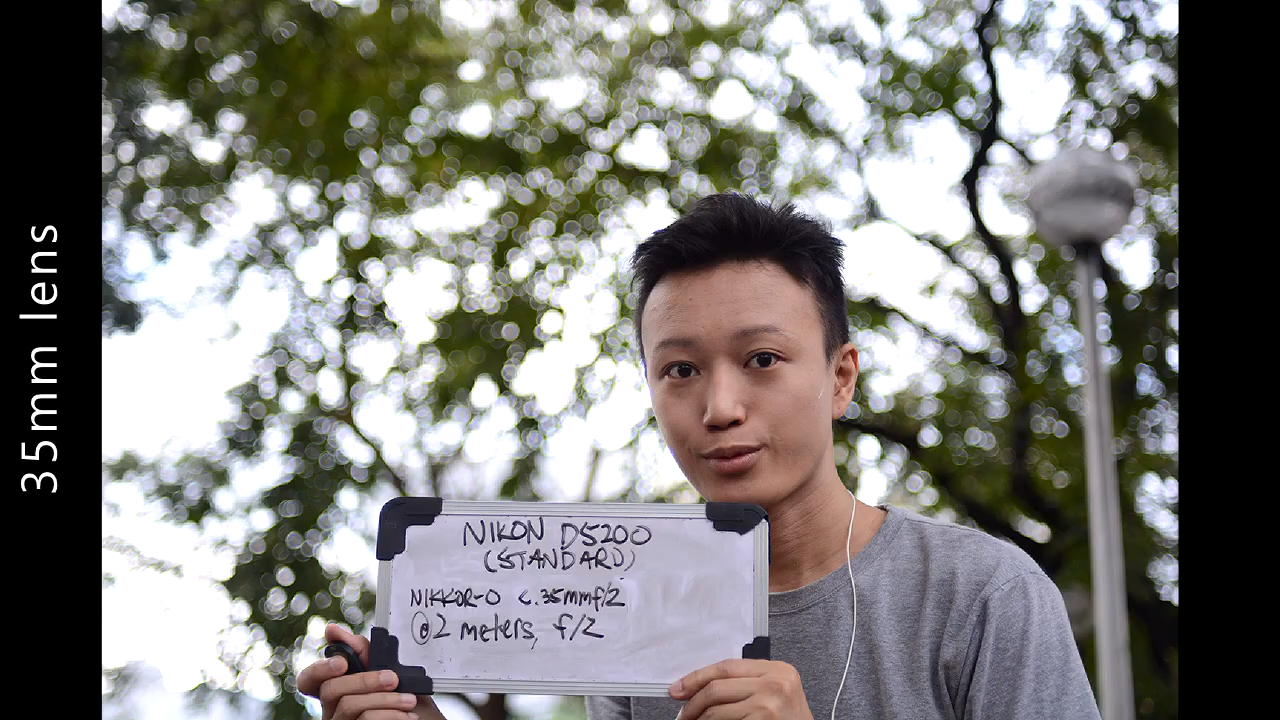 35mm lens
NIKON D5200
(STANDARD)
NIKKOR-O C.35mmf/2
@2 meters, f/2